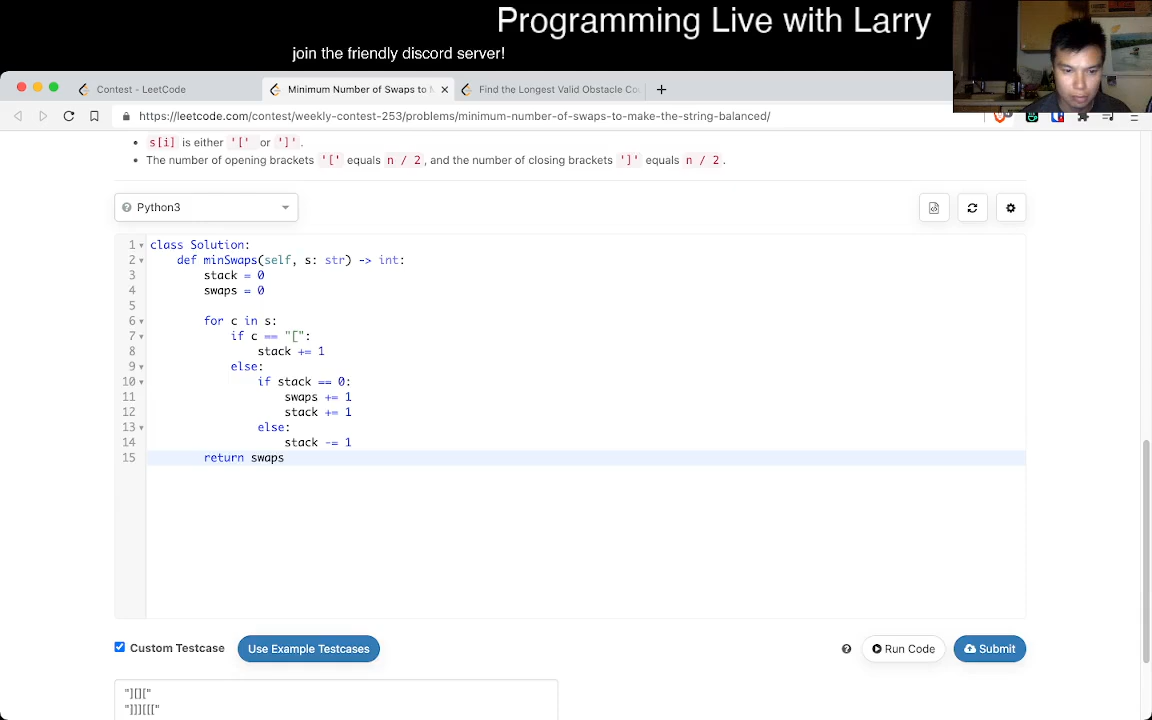 Programming Live with Larry
join the friendly discord server!
Contest - LeetCode
Minimum Number of Swaps to M
Find the Longest Valid Obstacle Co
https://leetcode.com/contest/weekly-contest-253/problems/minimum-number-of-swaps-to-make-the-string-balanced/
s[i] is either '[' or ']'.
The number of opening brackets '[' equals n / 2, and the number of closing brackets ']' equals n / 2.
Python3
1 class Solution:
2 def minSwaps(self, s: str) -> int:
3 stack = 0
4 swaps = 0
5
6 for c in s:
7 if c == "[":
8 stack += 1
9 else:
10 if stack == 0:
11 swaps += 1
12 stack += 1
13 else:
14 stack -= 1
15 return swaps
Custom Testcase
Use Example Testcases
Run Code
Submit
"][]["
"]]][[["